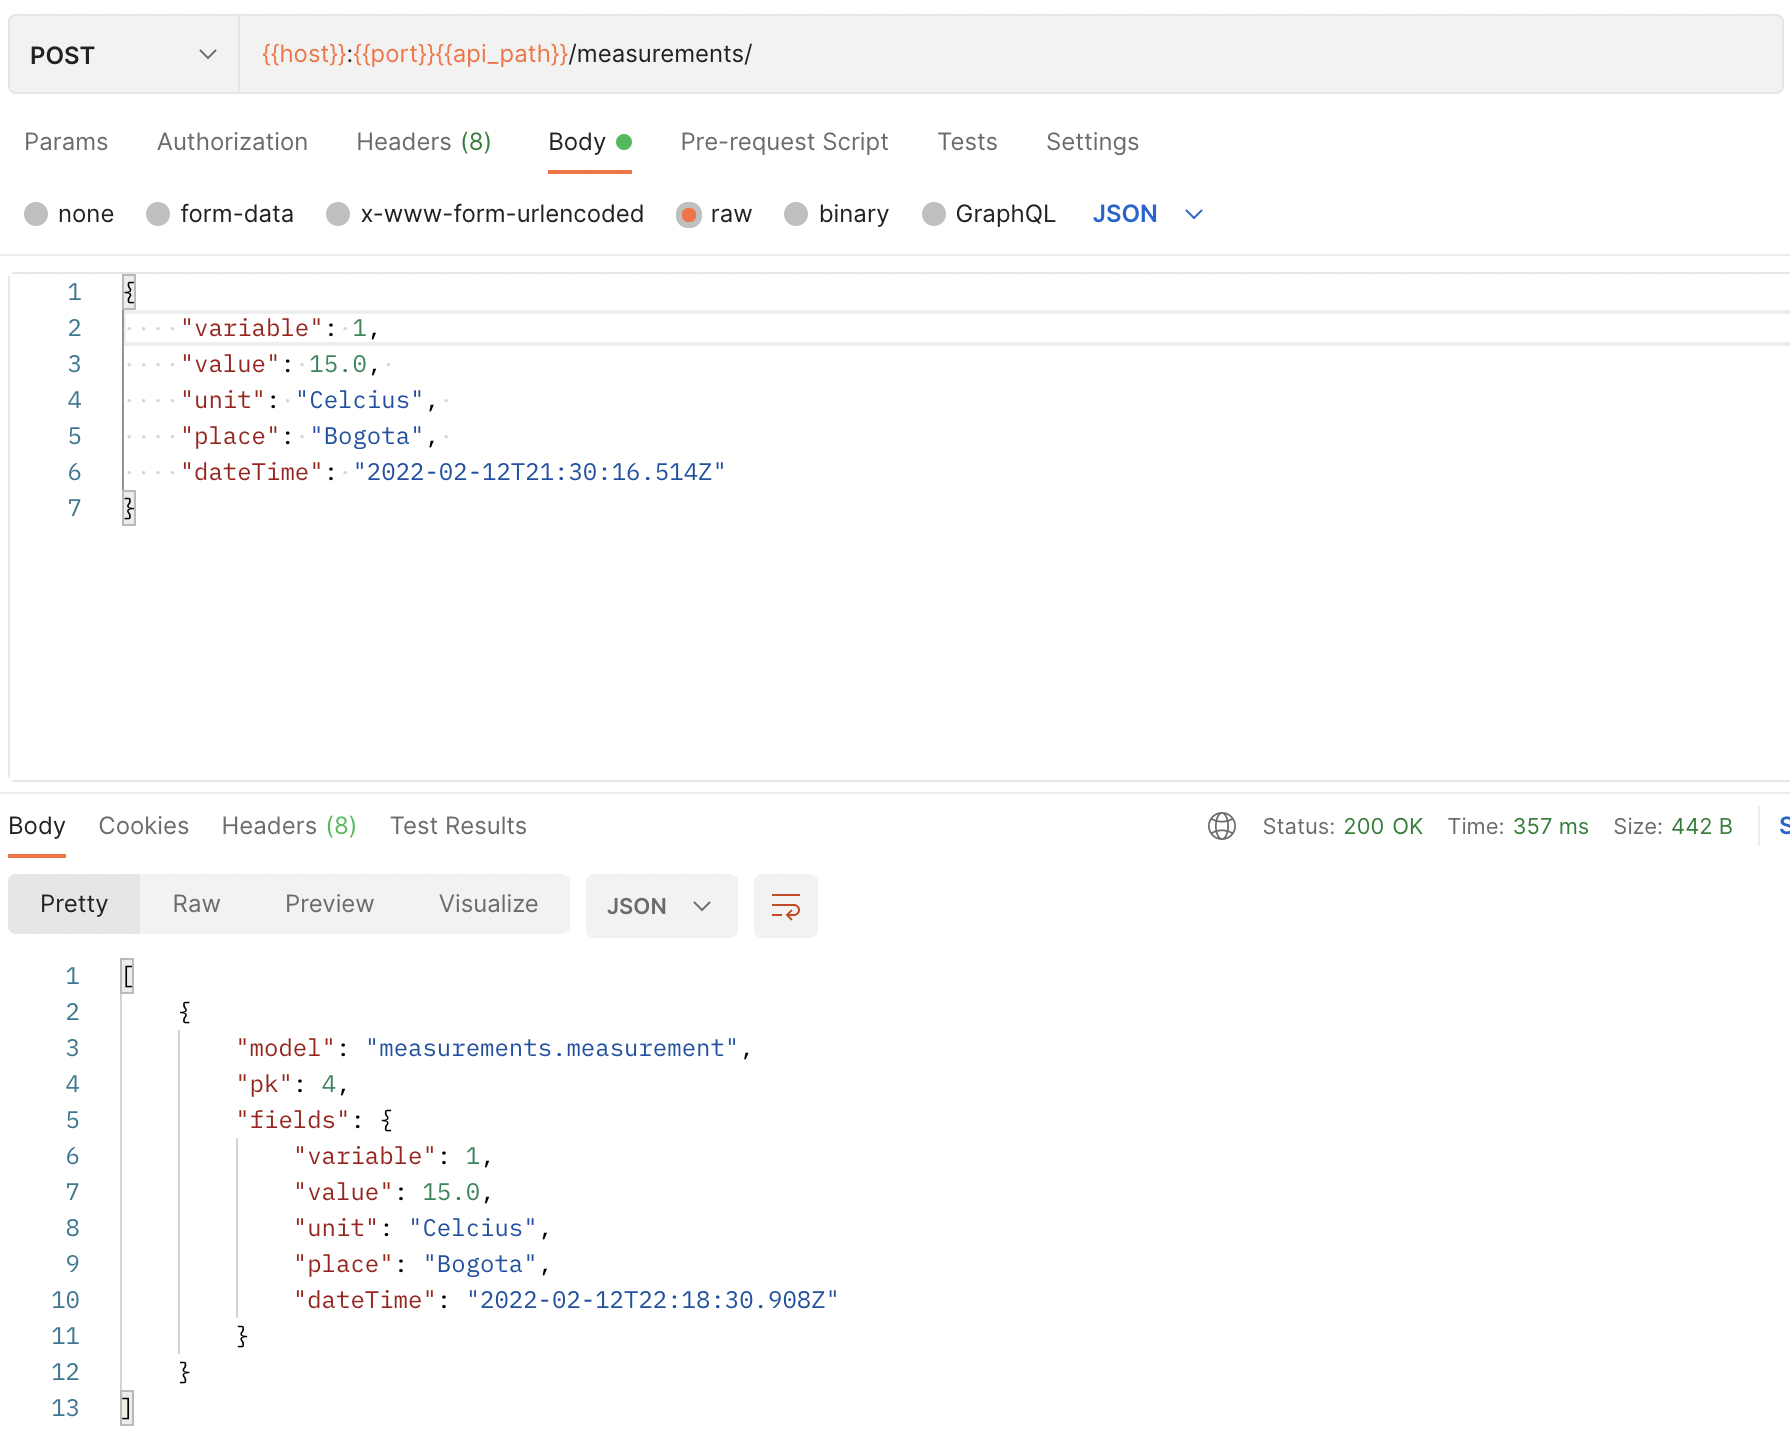 POST {{host}}:{{port}}{{api_path}}/measurements/
Params Authorization Headers (8) Body Pre-request Script Tests Settings
none form-data x-www-form-urlencoded raw binary GraphQL JSON
1 {
2 "variable": 1,
3 "value": 15.0,
4 "unit": "Celcius",
5 "place": "Bogota",
6 "dateTime": "2022-02-12T21:30:16.514Z"
7 }
Body Cookies Headers (8) Test Results Status: 200 OK Time: 357 ms Size: 442 B
Pretty Raw Preview Visualize JSON
1 [
2 {
3 "model": "measurements.measurement",
4 "pk": 4,
5 "fields": {
6 "variable": 1,
7 "value": 15.0,
8 "unit": "Celcius",
9 "place": "Bogota",
10 "dateTime": "2022-02-12T22:18:30.908Z"
11 }
12 }
13 ]